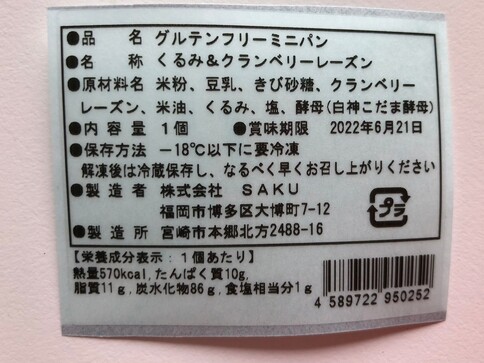 ●品　　名 グルテンフリーミニパン
●名　　称 くるみ&クランベリーレーズン
●原材料名 米粉、豆乳、きび砂糖、クランベリー
レーズン、米油、くるみ、塩、酵母(白神こだま酵母)
●内 容 量 1個 ●賞味期限 2022年6月21日
●保存方法 -18℃以下に要冷凍
解凍後は冷蔵保存し、なるべく早くお召し上がりください
●製 造 者 株式会社 SAKU
福岡市博多区大博町7-12
プラ
●製 造 所 宮崎市本郷北方2488-16
【栄養成分表示：1個あたり】
熱量570kcal,たんぱく質10g,
脂質11g,炭水化物86g,食塩相当分1g
4 589722 950252